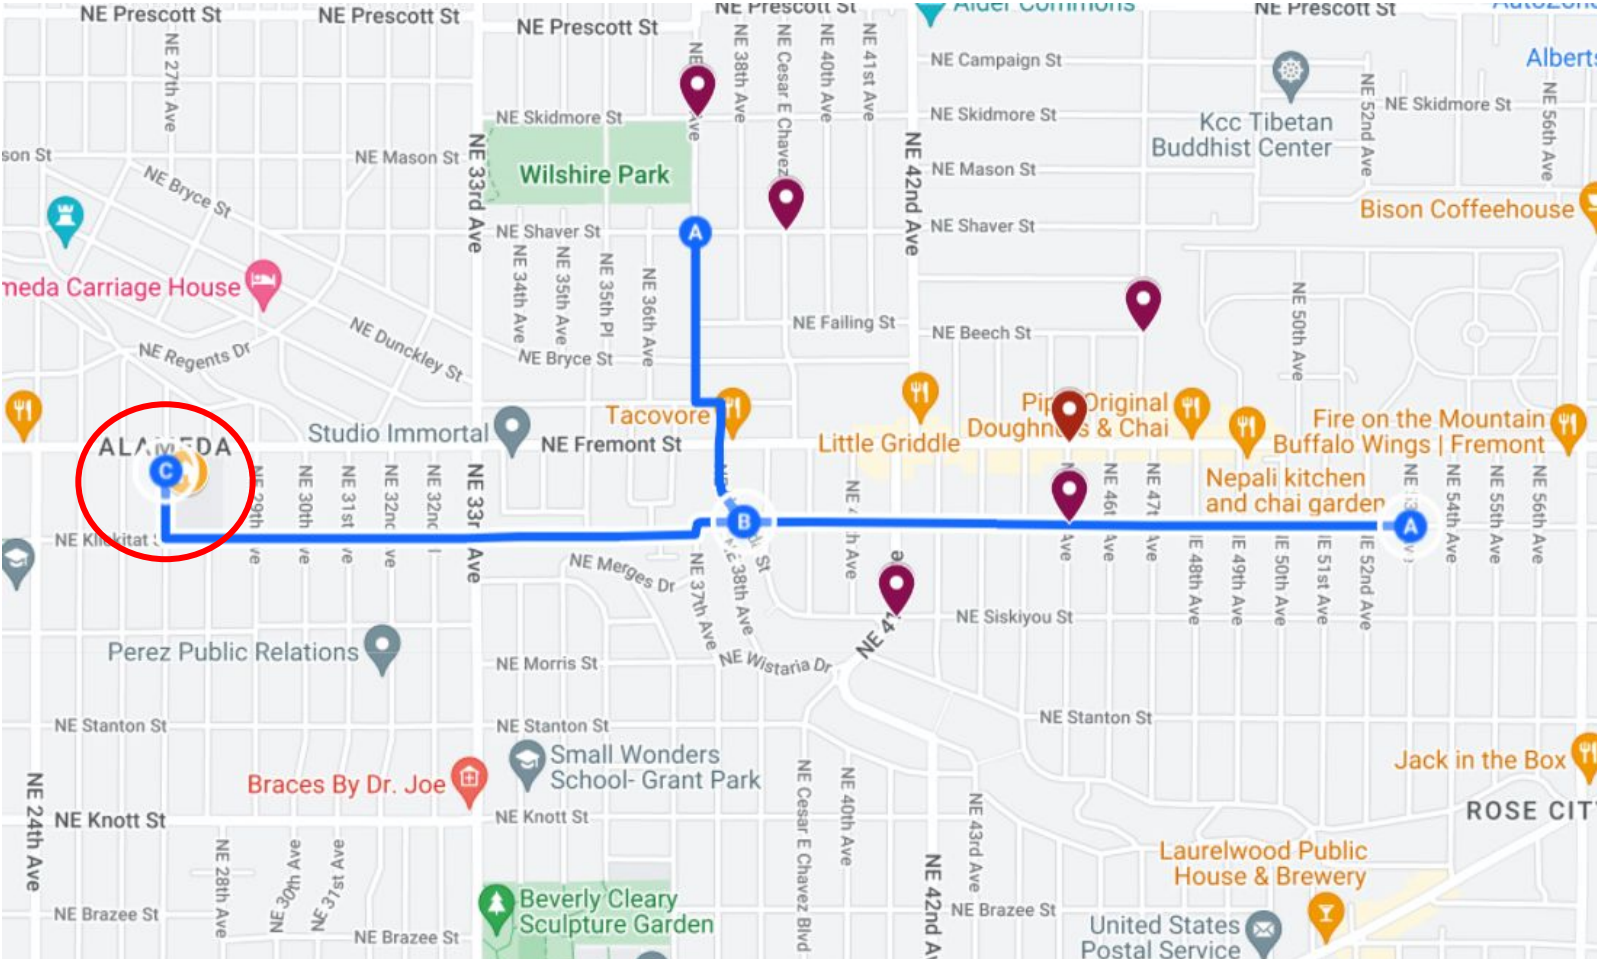 NE Prescott St
NE Prescott St
NE Prescott St
NE Prescott St
Alder Commons
NE Prescott St
NE 27th Ave
NE 38th Ave
NE Cesar E Chavez
NE 40th Ave
NE 41st Ave
NE Campaign St
Kcc Tibetan
Buddhist Center
NE 52nd Ave
NE Skidmore St
NE 56th Ave
NE Skidmore St
NE Skidmore St
NE Mason St
NE 33rd Ave
NE 42nd Ave
NE Mason St
Wilshire Park
NE Bryce St
Bison Coffeehouse
NE Shaver St
A
NE Shaver St
NE 34th Ave
NE 35th Ave
NE 35th Pl
NE 36th Ave
meda Carriage House
NE 50th Ave
NE Failing St
NE Beech St
NE Dunckley St
NE Regents Dr
NE Bryce St
Tacovore
Doughnuts & Chai
Original
Fire on the Mountain
Buffalo Wings | Fremont
ALAMEDA
Studio Immortal
NE Fremont St
Little Griddle
C
Nepali kitchen
and chai garden
NE 33r
Ave
B
A
NE 54th Ave
NE 55th Ave
NE 56th Ave
NE Klickitat S
NE Merges Dr
NE 37th Ave
NE 38th Ave
NE 48th Ave
NE 49th Ave
NE 50th Ave
NE 51st Ave
NE 52nd Ave
NE Siskiyou St
Perez Public Relations
NE Morris St
NE Wistaria Dr
NE 4
NE Stanton St
NE Stanton St
NE Stanton St
Small Wonders
School- Grant Park
Braces By Dr. Joe
Jack in the Box
NE 24th Ave
NE Knott St
NE Knott St
NE Cesar E Chavez Blvd
NE 40th Ave
NE 43rd Ave
ROSE CIT
NE 28th Ave
NE 30th Ave
NE 31st Ave
Laurelwood Public
House & Brewery
NE 42nd Av
Beverly Cleary
Sculpture Garden
NE Brazee St
NE Brazee St
NE Brazee St
United States
Postal Service